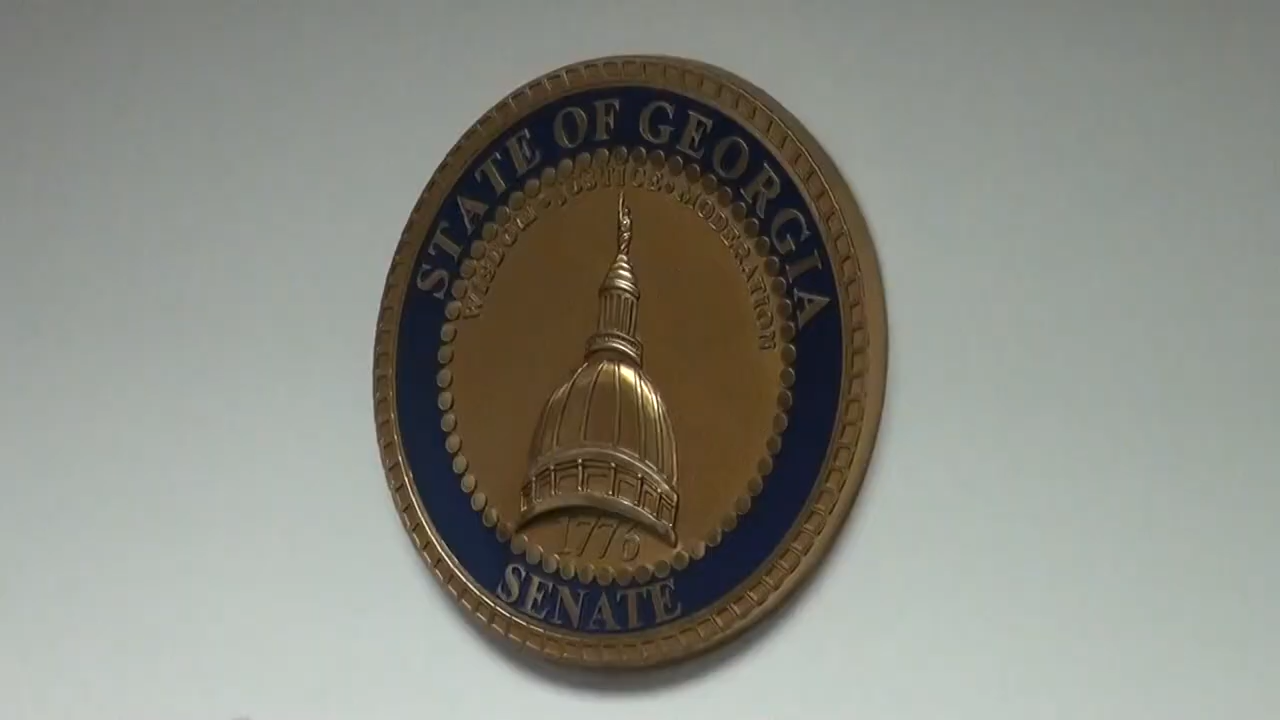 STATE OF GEORGIA
WISDOM · JUSTICE · MODERATION
1776
SENATE